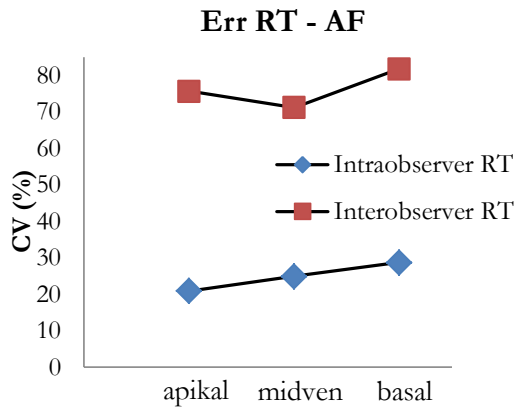 Err RT - AF
CV (%)
80
70
60
50
40
30
20
10
0
Intraobserver RT
Interobserver RT
apikal midven basal